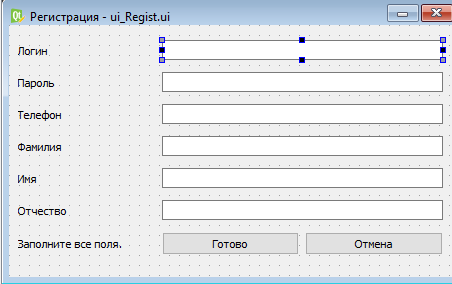 Регистрация - ui_Regist.ui
Логин
Пароль
Телефон
Фамилия
Имя
Отчество
Заполните все поля. Готово Отмена